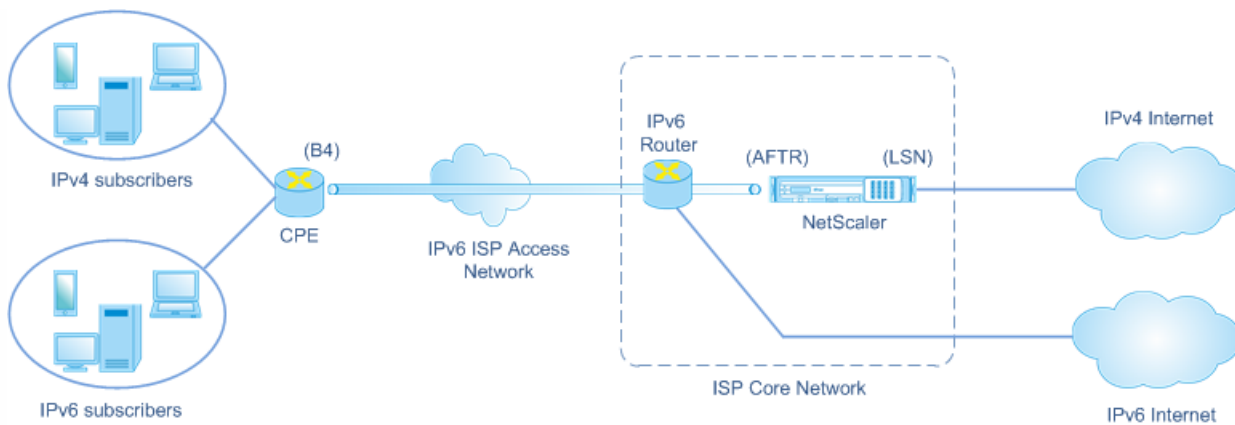 IPv4 subscribers
IPv6 subscribers
(B4)
CPE
IPv6 ISP Access
Network
IPv6
Router
(AFTR)
(LSN)
NetScaler
ISP Core Network
IPv4 Internet
IPv6 Internet